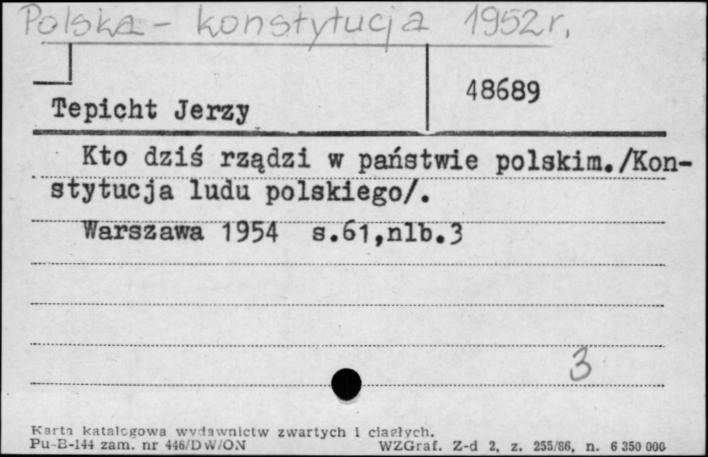 Polska - konstytucja 1952 r.
48689
Tepicht Jerzy
Kto dziś rządzi w państwie polskim./Kon-
stytucja ludu polskiego/.
Warszawa 1954 s.61,nlb.3
3
Karta katalogowa wydawnictw zwartych i ciągłych.
Pu-B-144 zam. nr 446/DW/ON WZGraf. Z-d 2, z. 255/86, n. 6 350 000